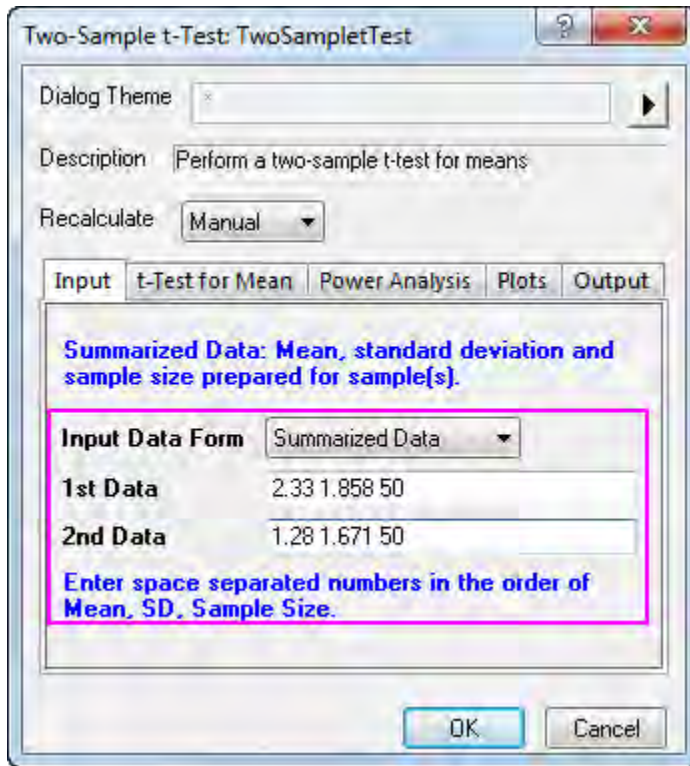 Two-Sample t-Test: TwoSampletTest
Dialog Theme *
Description Perform a two-sample t-test for means
Recalculate Manual
Input t-Test for Mean Power Analysis Plots Output
Summarized Data: Mean, standard deviation and
sample size prepared for sample(s).
Input Data Form Summarized Data
1st Data 2.33 1.858 50
2nd Data 1.28 1.671 50
Enter space separated numbers in the order of
Mean, SD, Sample Size.
OK Cancel